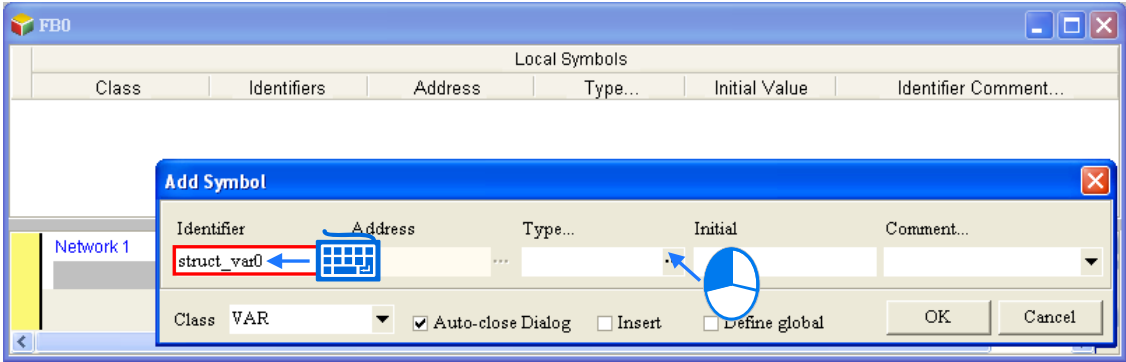 FB0
Local Symbols
Class Identifiers Address Type... Initial Value Identifier Comment...
Add Symbol
Identifier Address Type... Initial Comment...
Network 1
struct_var0 ...
Class VAR Auto-close Dialog Insert Define global OK Cancel